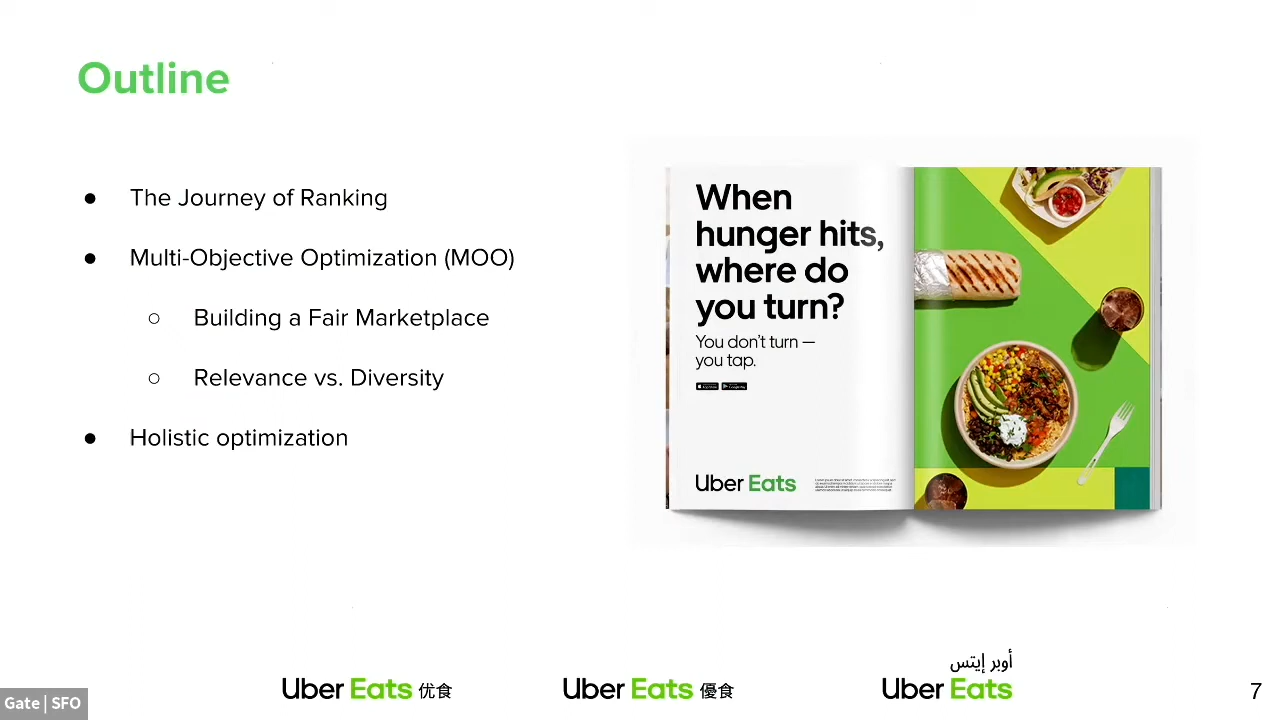 Outline
● The Journey of Ranking
● Multi-Objective Optimization (MOO)
○ Building a Fair Marketplace
○ Relevance vs. Diversity
● Holistic optimization
When
hunger hits,
where do
you turn?
You don't turn —
you tap.
Uber Eats
Uber Eats 优食
Uber Eats 優食
أوبر إيتس
Uber Eats
Gate | SFO
7